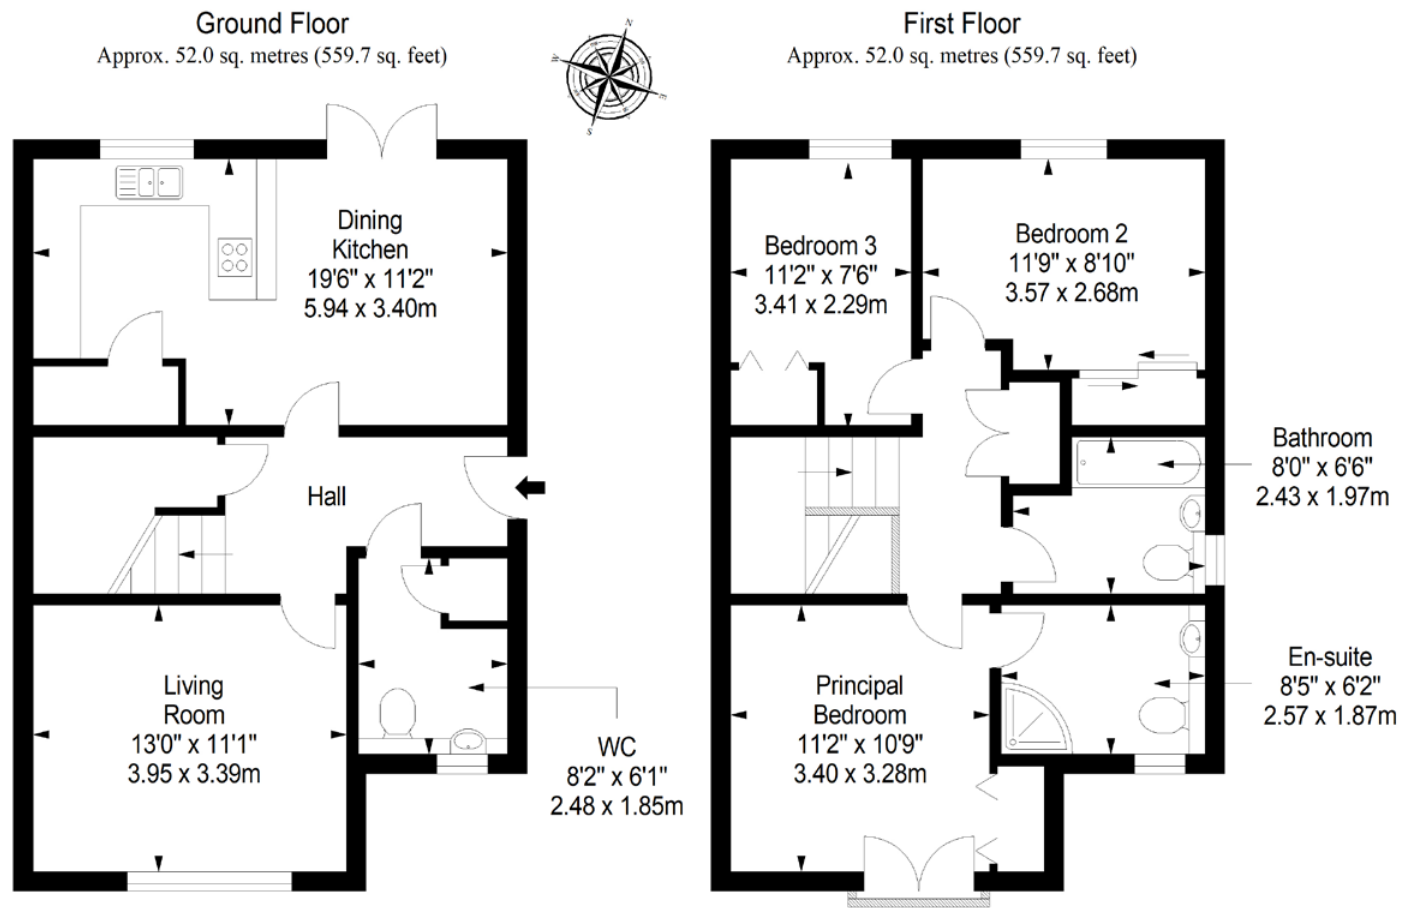 Ground Floor
Approx. 52.0 sq. metres (559.7 sq. feet)
N
E
S
W
First Floor
Approx. 52.0 sq. metres (559.7 sq. feet)
Dining
Kitchen
19'6" x 11'2"
5.94 x 3.40m
Hall
Living
Room
13'0" x 11'1"
3.95 x 3.39m
WC
8'2" x 6'1"
2.48 x 1.85m
Bedroom 3
11'2" x 7'6"
3.41 x 2.29m
Bedroom 2
11'9" x 8'10"
3.57 x 2.68m
Bathroom
8'0" x 6'6"
2.43 x 1.97m
En-suite
8'5" x 6'2"
2.57 x 1.87m
Principal
Bedroom
11'2" x 10'9"
3.40 x 3.28m